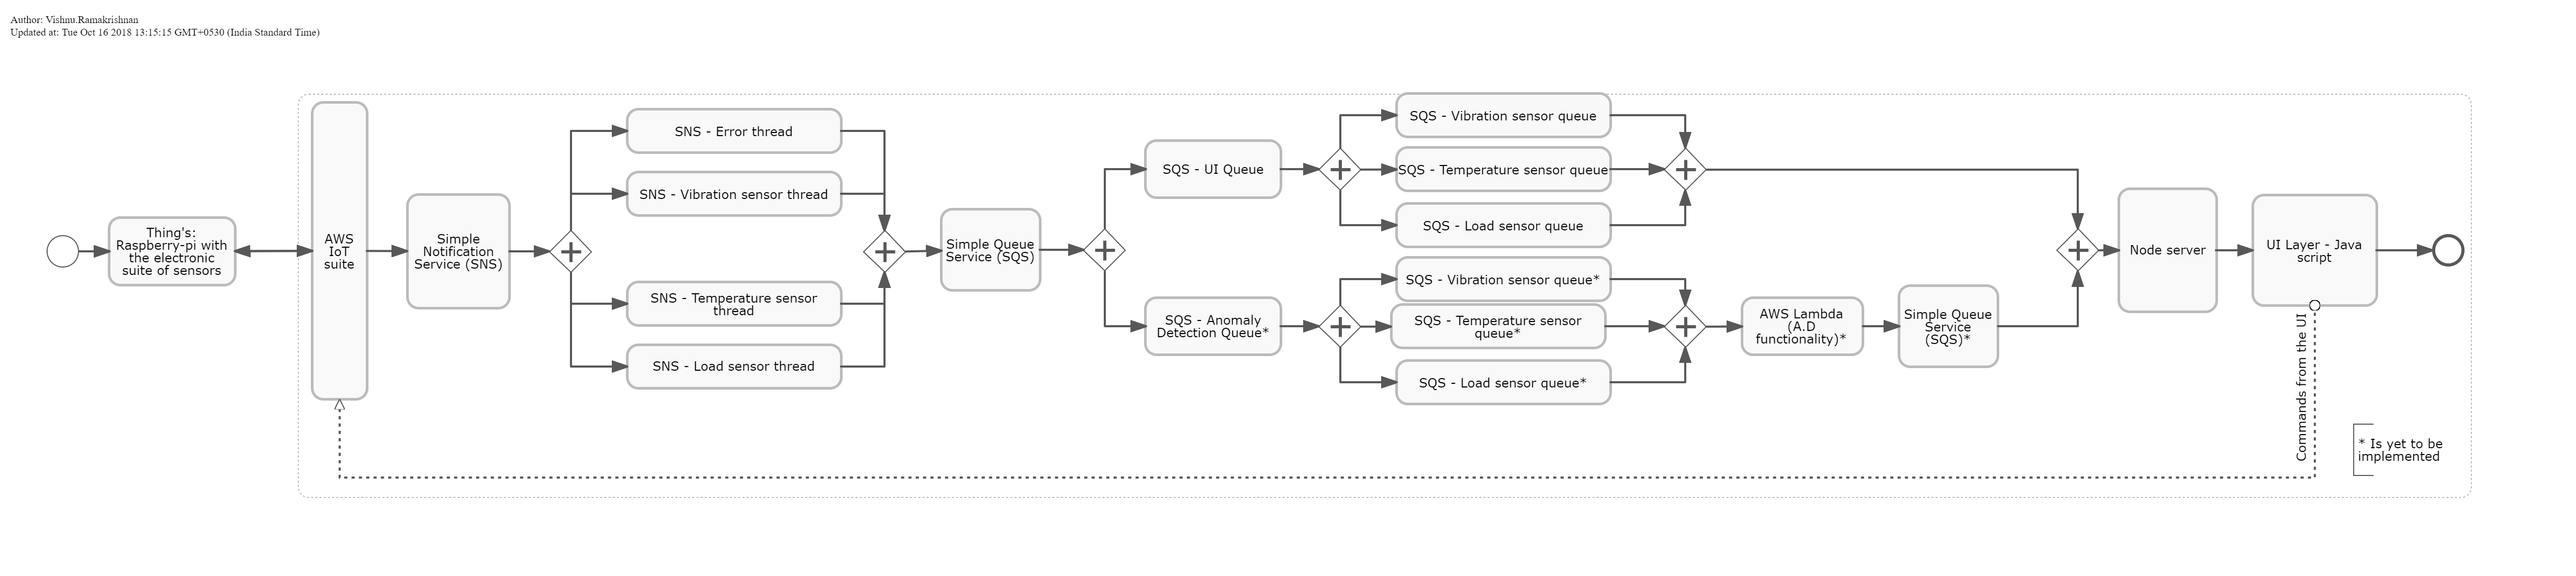 Author: Vishnu.Ramakrishnan
Updated at: Tue Oct 16 2018 13:15:15 GMT+0530 (India Standard Time)
Thing's:
Raspberry-pi with
the electronic
suite of sensors
AWS
IoT
suite
Simple
Notification
Service (SNS)
SNS - Error thread
SNS - Vibration sensor thread
SNS - Temperature sensor
thread
SNS - Load sensor thread
Simple Queue
Service (SQS)
SQS - UI Queue
SQS - Anomaly
Detection Queue*
SQS - Vibration sensor queue
SQS - Temperature sensor queue
SQS - Load sensor queue
SQS - Vibration sensor queue*
SQS - Temperature sensor
queue*
SQS - Load sensor queue*
AWS Lambda
(A.D
functionality)*
Simple Queue
Service
(SQS)*
Node server
UI Layer - Java
script
Commands from the UI
* Is yet to be
implemented